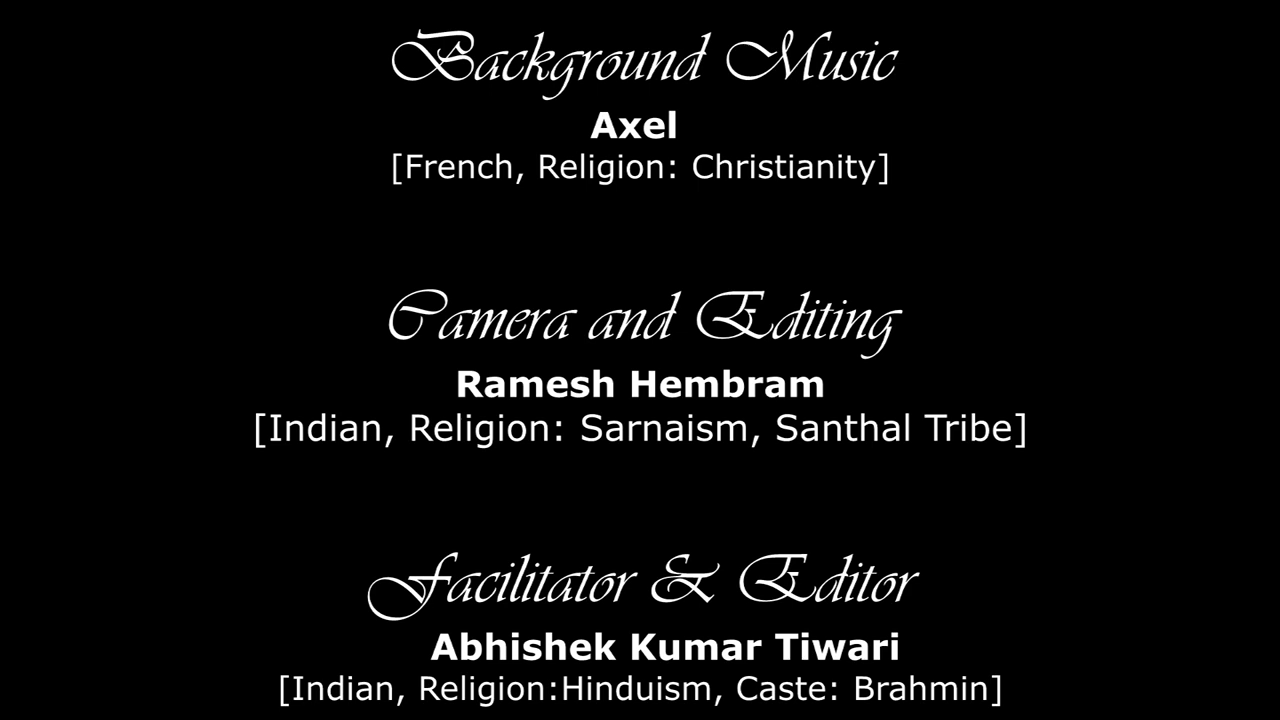 Background Music
Axel
[French, Religion: Christianity]
Camera and Editing
Ramesh Hembram
[Indian, Religion: Sarnaism, Santhal Tribe]
Facilitator & Editor
Abhishek Kumar Tiwari
[Indian, Religion:Hinduism, Caste: Brahmin]